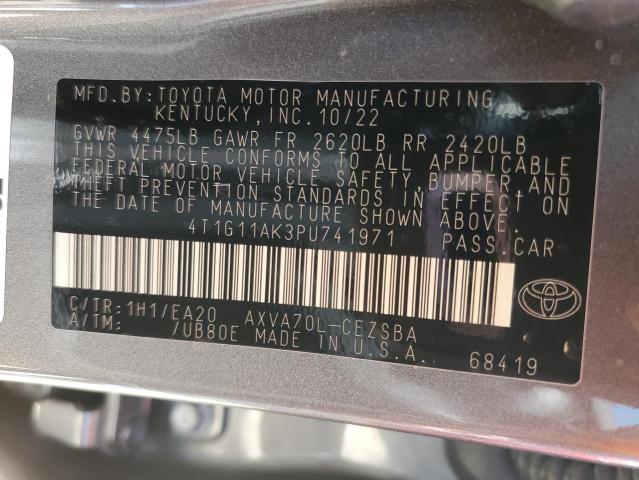 MFD.BY:TOYOTA MOTOR MANUFACTURING
KENTUCKY, INC. 10/22
GVWR 4475LB GAWR FR 2620LB RR 2420LB
THIS VEHICLE CONFORMS TO ALL APPLICABLE
FEDERAL MOTOR VEHICLE SAFETY, BUMPER, AND
THEFT PREVENTION STANDARDS IN EFFECT ON
THE DATE OF MANUFACTURE SHOWN ABOVE.
4T1G11AK3PU741971 PASS.CAR
C/TR:1H1/EA20 AXVA70L-CEZSBA
A/TM: /UB80E MADE IN U.S.A. 68419